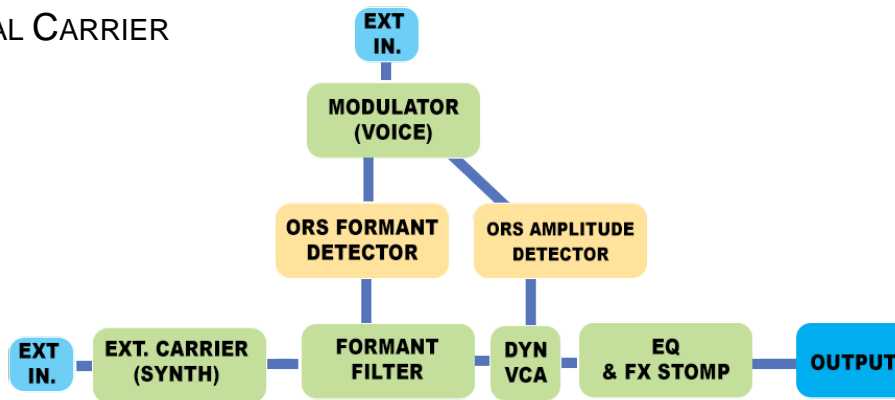 AL CARRIER
EXT
IN.
MODULATOR
(VOICE)
ORS FORMANT
DETECTOR
ORS AMPLITUDE
DETECTOR
EXT
IN.
EXT. CARRIER
(SYNTH)
FORMANT
FILTER
DYN
VCA
EQ
& FX STOMP
OUTPUT